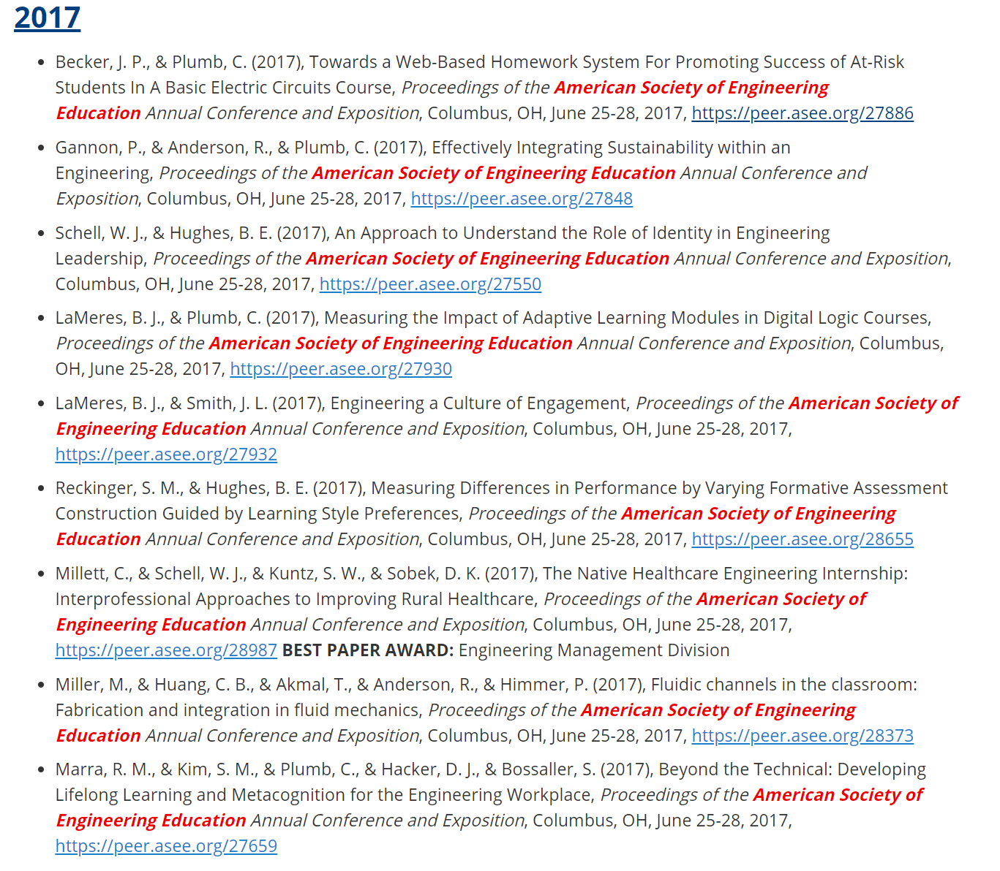 2017
Becker, J. P., & Plumb, C. (2017), Towards a Web-Based Homework System For Promoting Success of At-Risk
Students In A Basic Electric Circuits Course, Proceedings of the American Society of Engineering
Education Annual Conference and Exposition, Columbus, OH, June 25-28, 2017, https://peer.asee.org/27886
Gannon, P., & Anderson, R., & Plumb, C. (2017), Effectively Integrating Sustainability within an
Engineering, Proceedings of the American Society of Engineering Education Annual Conference and
Exposition, Columbus, OH, June 25-28, 2017, https://peer.asee.org/27848
Schell, W. J., & Hughes, B. E. (2017), An Approach to Understand the Role of Identity in Engineering
Leadership, Proceedings of the American Society of Engineering Education Annual Conference and Exposition,
Columbus, OH, June 25-28, 2017, https://peer.asee.org/27550
LaMeres, B. J., & Plumb, C. (2017), Measuring the Impact of Adaptive Learning Modules in Digital Logic Courses,
Proceedings of the American Society of Engineering Education Annual Conference and Exposition, Columbus,
OH, June 25-28, 2017, https://peer.asee.org/27930
LaMeres, B. J., & Smith, J. L. (2017), Engineering a Culture of Engagement, Proceedings of the American Society of
Engineering Education Annual Conference and Exposition, Columbus, OH, June 25-28, 2017,
https://peer.asee.org/27932
Reckinger, S. M., & Hughes, B. E. (2017), Measuring Differences in Performance by Varying Formative Assessment
Construction Guided by Learning Style Preferences, Proceedings of the American Society of Engineering
Education Annual Conference and Exposition, Columbus, OH, June 25-28, 2017, https://peer.asee.org/28655
Millett, C., & Schell, W. J., & Kuntz, S. W., & Sobek, D. K. (2017), The Native Healthcare Engineering Internship:
Interprofessional Approaches to Improving Rural Healthcare, Proceedings of the American Society of
Engineering Education Annual Conference and Exposition, Columbus, OH, June 25-28, 2017,
https://peer.asee.org/28987 BEST PAPER AWARD: Engineering Management Division
Miller, M., & Huang, C. B., & Akmal, T., & Anderson, R., & Himmer, P. (2017), Fluidic channels in the classroom:
Fabrication and integration in fluid mechanics, Proceedings of the American Society of Engineering
Education Annual Conference and Exposition, Columbus, OH, June 25-28, 2017, https://peer.asee.org/28373
Marra, R. M., & Kim, S. M., & Plumb, C., & Hacker, D. J., & Bossaller, S. (2017), Beyond the Technical: Developing
Lifelong Learning and Metacognition for the Engineering Workplace, Proceedings of the American Society of
Engineering Education Annual Conference and Exposition, Columbus, OH, June 25-28, 2017,
https://peer.asee.org/27659